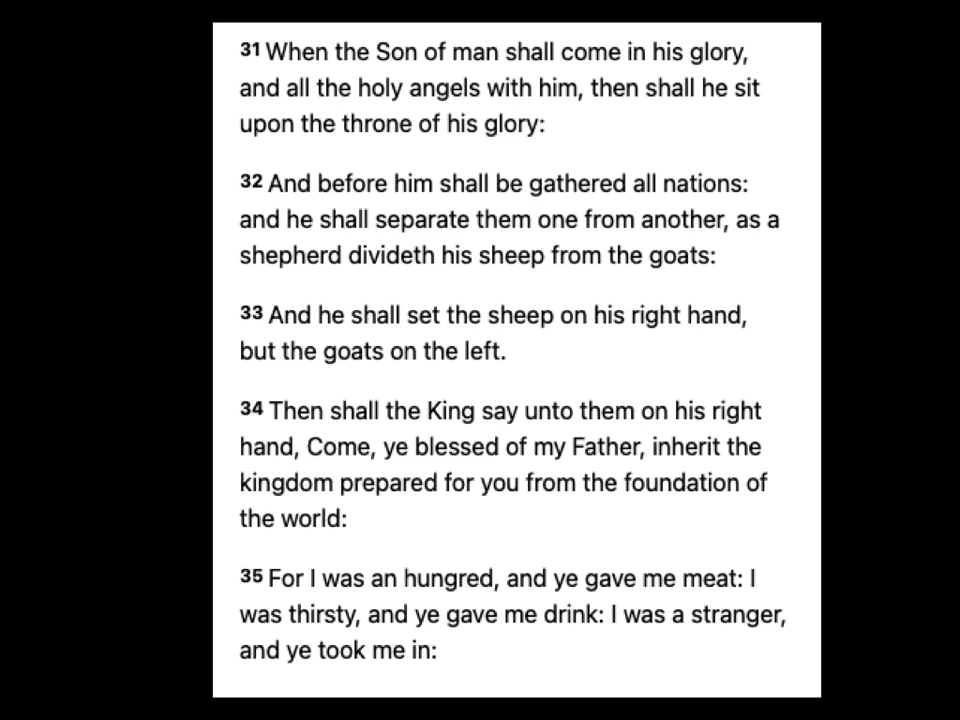 31 When the Son of man shall come in his glory,
and all the holy angels with him, then shall he sit
upon the throne of his glory:
32 And before him shall be gathered all nations:
and he shall separate them one from another, as a
shepherd divideth his sheep from the goats:
33 And he shall set the sheep on his right hand,
but the goats on the left.
34 Then shall the King say unto them on his right
hand, Come, ye blessed of my Father, inherit the
kingdom prepared for you from the foundation of
the world:
35 For I was an hungred, and ye gave me meat: I
was thirsty, and ye gave me drink: I was a stranger,
and ye took me in: